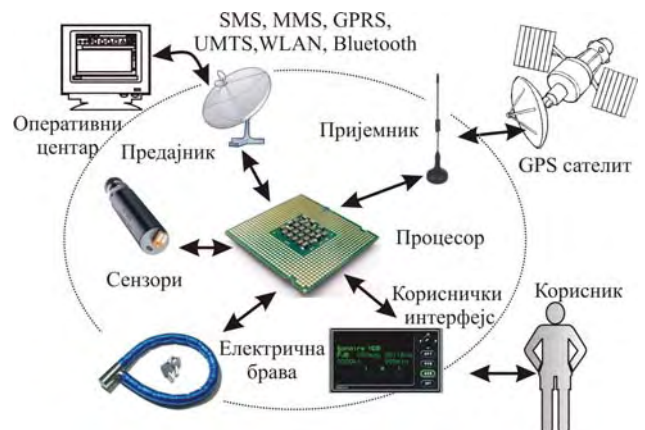 SMS, MMS, GPRS,
UMTS,WLAN, Bluetooth
Оперативни
центар
Предајник
Пријемник
GPS сателит
Процесор
Сензори
Кориснички
интерфејс
Корисник
Електрична
брава